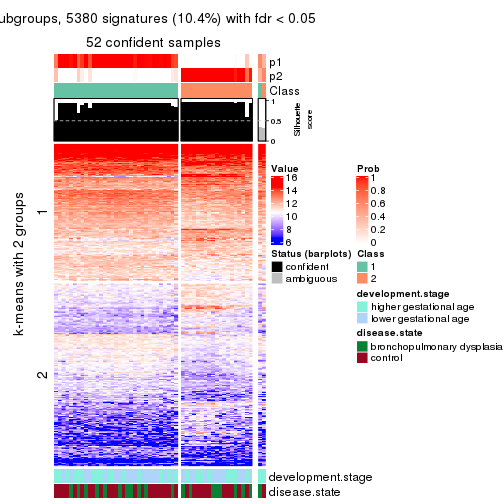 ubgroups, 5380 signatures (10.4%) with fdr < 0.05
52 confident samples
p1
p2
Class
1
0.5
0
Silhouette
score
k-means with 2 groups
1
2
Value
16
14
12
10
8
6
Prob
1
0.8
0.6
0.4
0.2
0
Status (barplots)
confident
ambiguous
Class
1
2
development.stage
higher gestational age
lower gestational age
disease.state
bronchopulmonary dysplasia
control
development.stage
disease.state